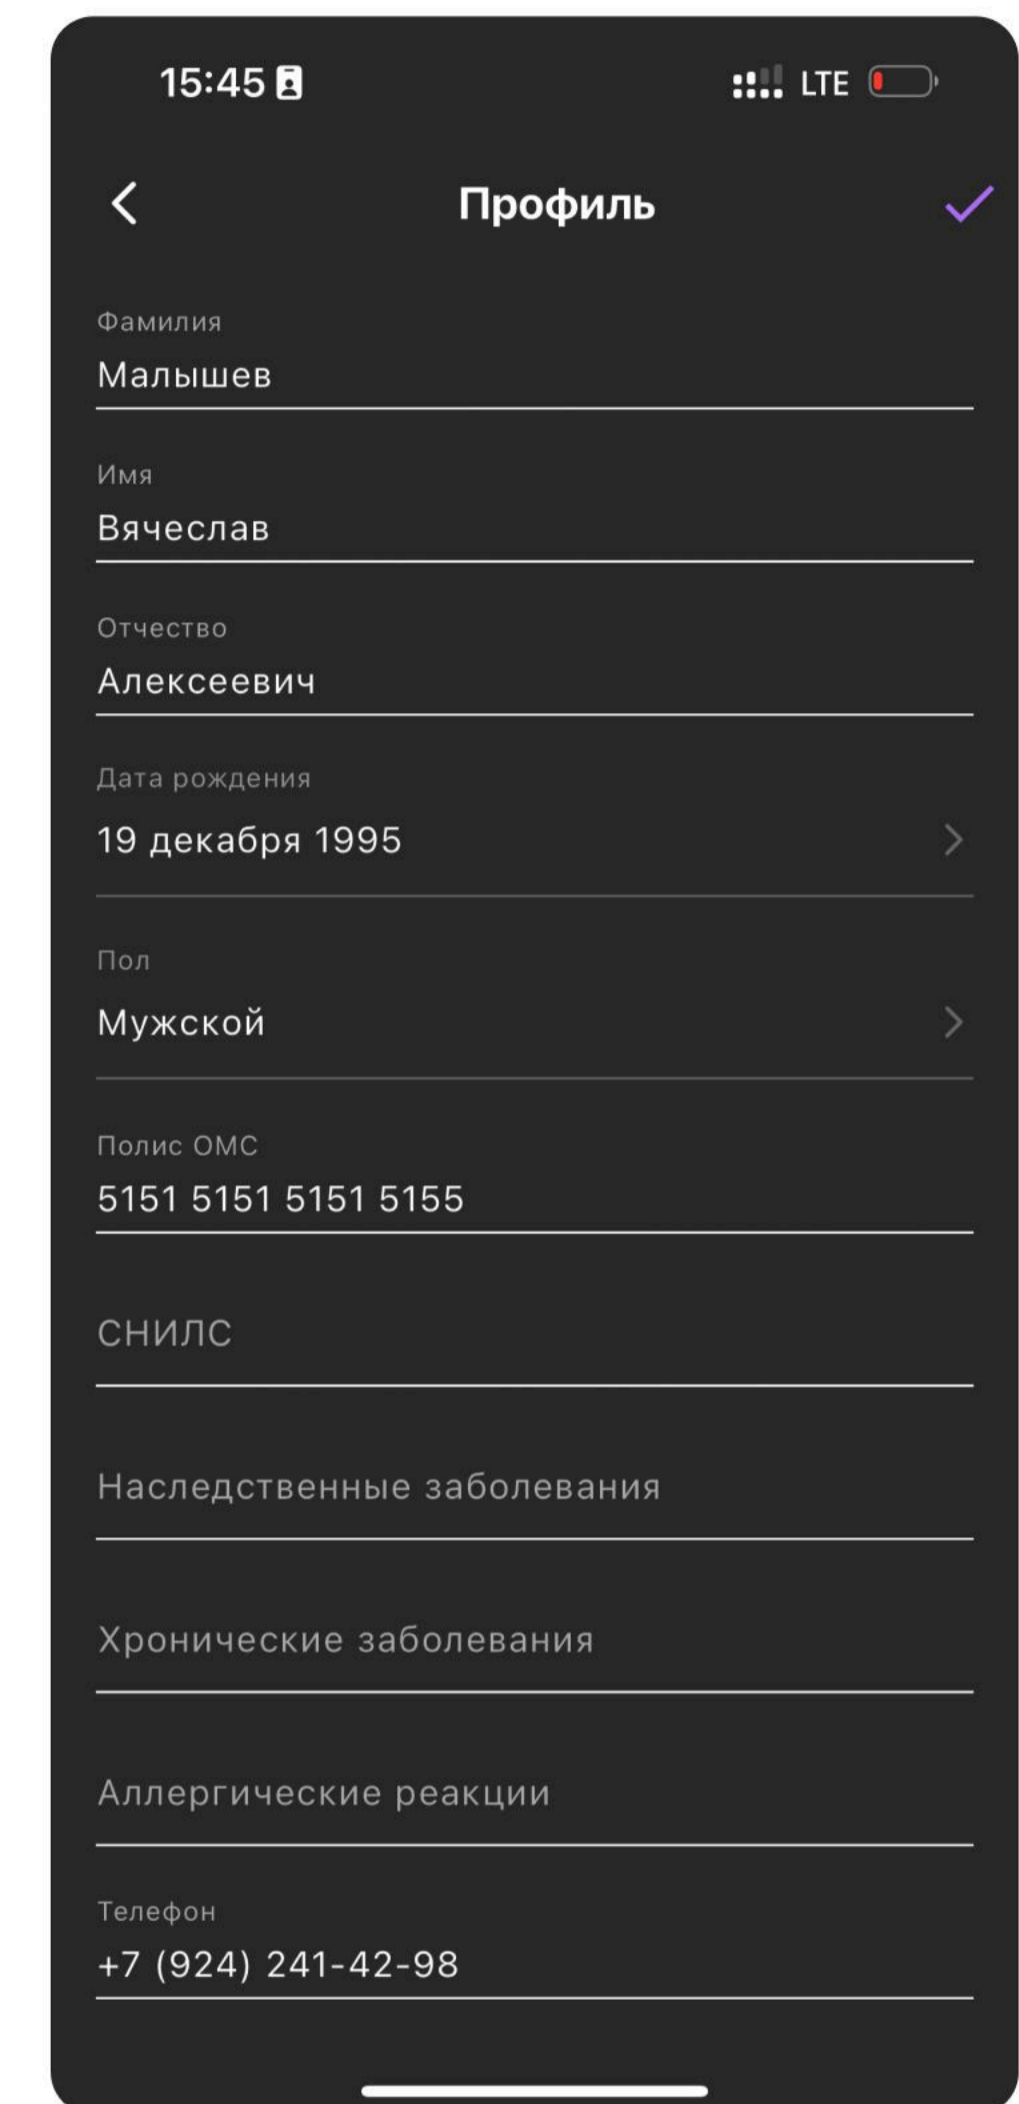 15:45
LTE
Профиль
Фамилия
Малышев
Имя
Вячеслав
Отчество
Алексеевич
Дата рождения
19 декабря 1995
Пол
Мужской
Полис ОМС
5151 5151 5151 5155
СНИЛС
Наследственные заболевания
Хронические заболевания
Аллергические реакции
Телефон
+7 (924) 241-42-98